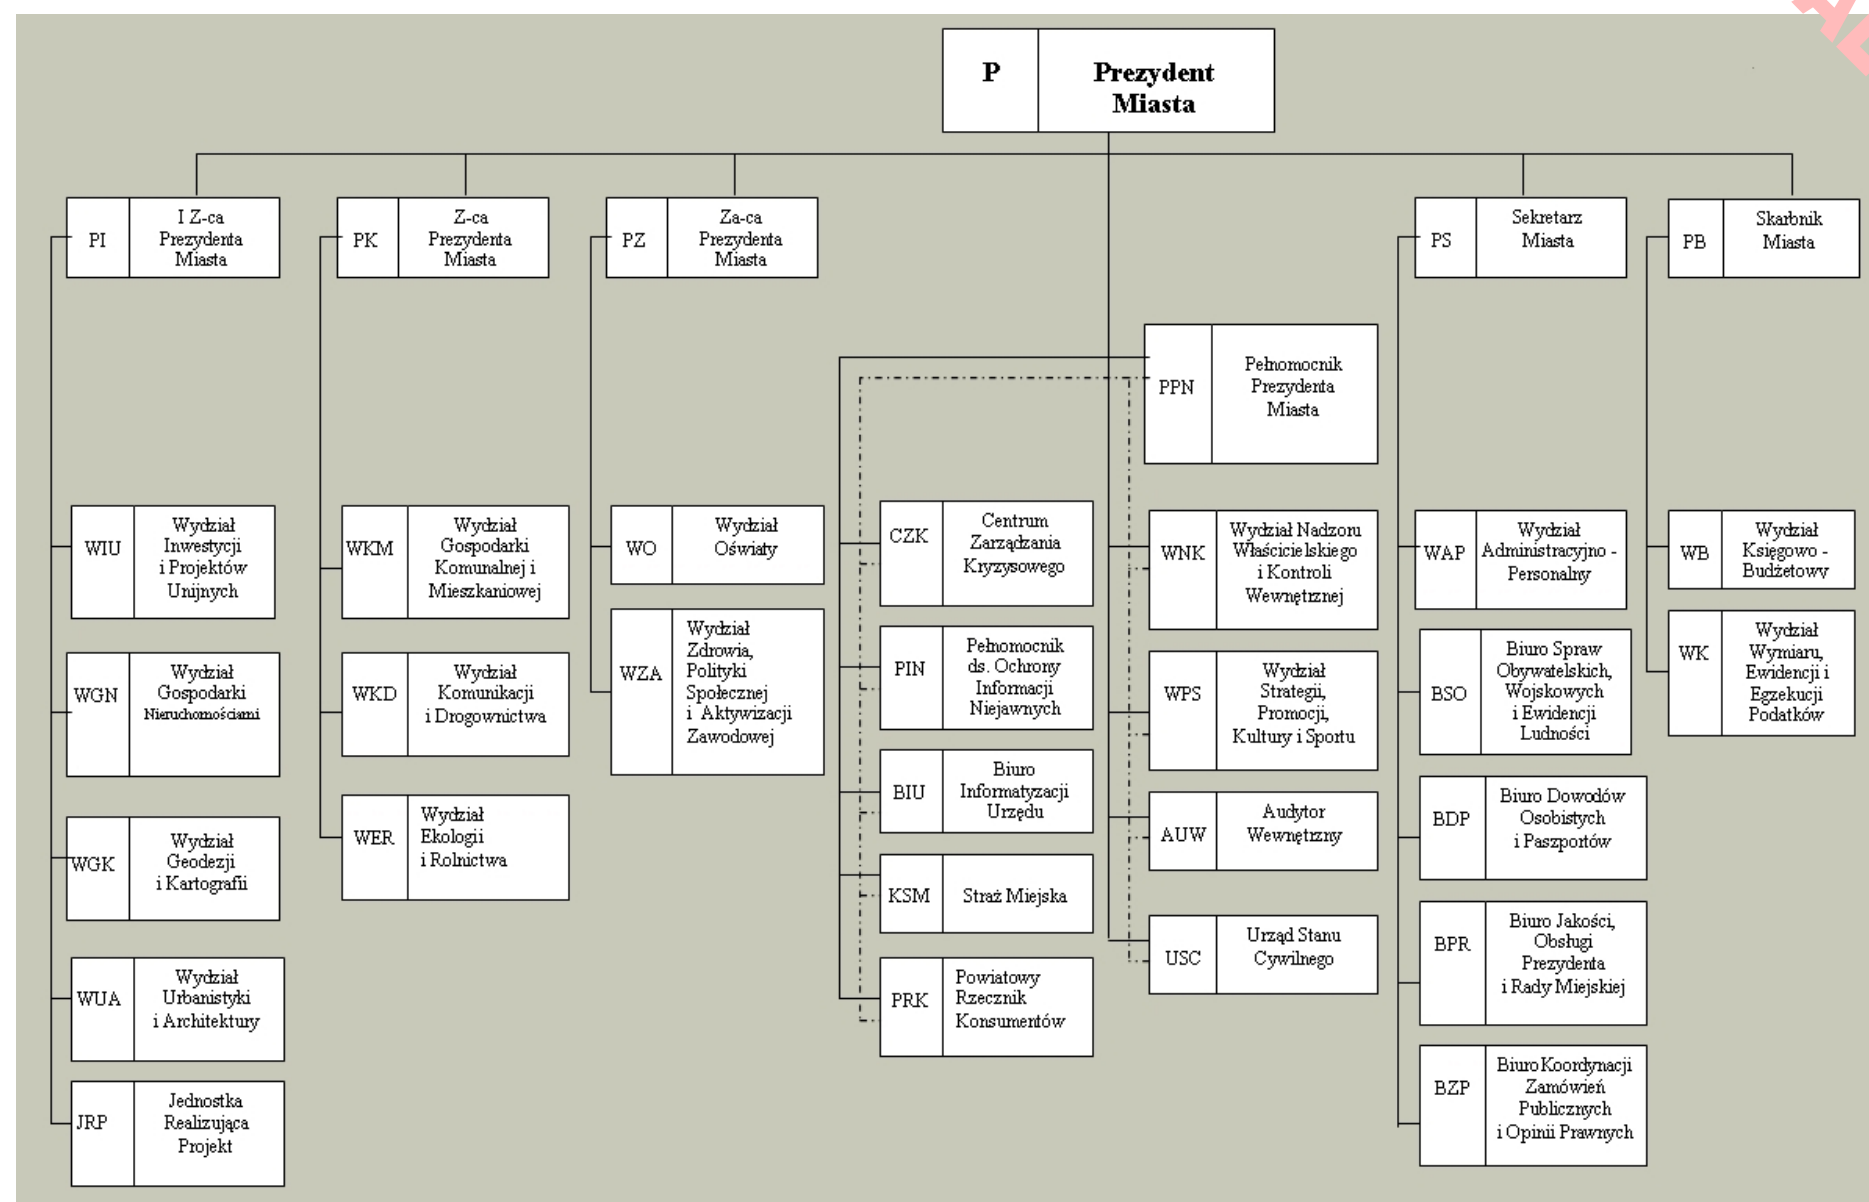 P
Prezydent
Miasta
PI
I Z-ca
Prezydenta
Miasta
PK
Z-ca
Prezydenta
Miasta
PZ
Za-ca
Prezydenta
Miasta
PS
Sekretarz
Miasta
PB
Skarbnik
Miasta
PPN
Pełnomocnik
Prezydenta
Miasta
WIU
Wydział
Inwestycji
i Projektów
Unijnych
WGN
Wydział
Gospodarki
Nieruchomościami
WGK
Wydział
Geodezji
i Kartografii
WUA
Wydział
Urbanistyki
i Architektury
JRP
Jednostka
Realizująca
Projekt
WKM
Wydział
Gospodarki
Komunalnej i
Mieszkaniowej
WKD
Wydział
Komunikacji
i Drogownictwa
WER
Wydział
Ekologii
i Rolnictwa
WO
Wydział
Oświaty
WZA
Wydział
Zdrowia,
Polityki
Społecznej
i Aktywizacji
Zawodowej
CZK
Centrum
Zarządzania
Kryzysowego
PIN
Pełnomocnik
ds. Ochrony
Informacji
Niejawnych
BIU
Biuro
Informatyzacji
Urzędu
KSM
Straż Miejska
PRK
Powiatowy
Rzecznik
Konsumentów
WNK
Wydział Nadzoru
Właścicielskiego
i Kontroli
Wewnętrznej
WPS
Wydział
Strategii,
Promocji,
Kultury i Sportu
AUW
Audytor
Wewnętrzny
USC
Urząd Stanu
Cywilnego
WAP
Wydział
Administracyjno -
Personalny
BSO
Biuro Spraw
Obywatelskich,
Wojskowych
i Ewidencji
Ludności
BDP
Biuro Dowodów
Osobistych
i Paszportów
BPR
Biuro Jakości,
Obsługi
Prezydenta
i Rady Miejskiej
BZP
Biuro Koordynacji
Zamówień
Publicznych
i Opinii Prawnych
WB
Wydział
Księgowo -
Budżetowy
WK
Wydział
Wymiaru,
Ewidencji i
Egzekucji
Podatków